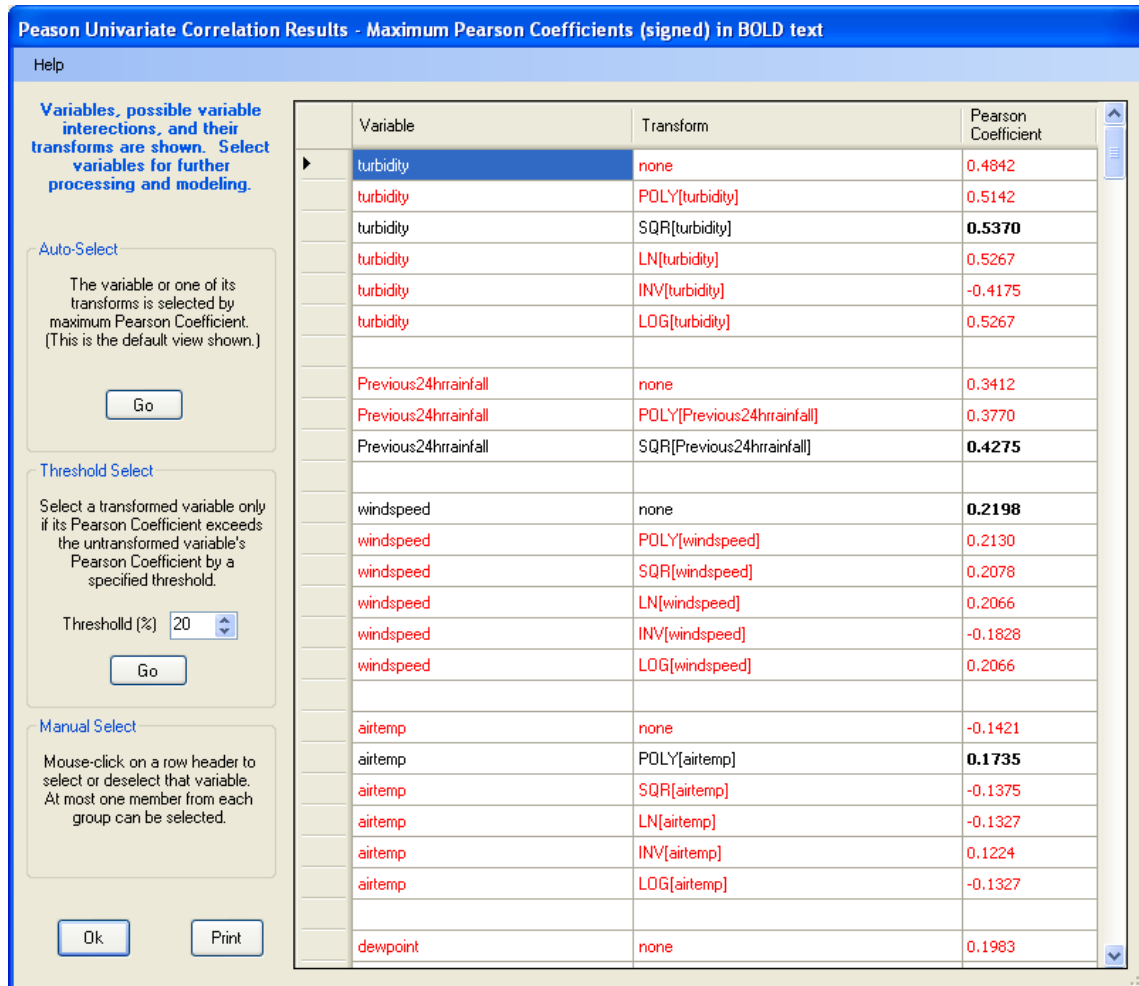 Peason Univariate Correlation Results - Maximum Pearson Coefficients (signed) in BOLD text
Help
Variables, possible variable
interections, and their
transforms are shown. Select
variables for further
processing and modeling.
Auto-Select
The variable or one of its
transforms is selected by
maximum Pearson Coefficient.
(This is the default view shown.)
Go
Threshold Select
Select a transformed variable only
if its Pearson Coefficient exceeds
the untransformed variable's
Pearson Coefficient by a
specified threshold.
Thresholld (%) 20
Go
Manual Select
Mouse-click on a row header to
select or deselect that variable.
At most one member from each
group can be selected.
Ok Print
Variable Transform Pearson
Coefficient
turbidity none 0.4842
turbidity POLY[turbidity] 0.5142
turbidity SQR[turbidity] 0.5370
turbidity LN[turbidity] 0.5267
turbidity INV[turbidity] -0.4175
turbidity LOG[turbidity] 0.5267
Previous24hrrainfall none 0.3412
Previous24hrrainfall POLY[Previous24hrrainfall] 0.3770
Previous24hrrainfall SQR[Previous24hrrainfall] 0.4275
windspeed none 0.2198
windspeed POLY[windspeed] 0.2130
windspeed SQR[windspeed] 0.2078
windspeed LN[windspeed] 0.2066
windspeed INV[windspeed] -0.1828
windspeed LOG[windspeed] 0.2066
airtemp none -0.1421
airtemp POLY[airtemp] 0.1735
airtemp SQR[airtemp] -0.1375
airtemp LN[airtemp] -0.1327
airtemp INV[airtemp] 0.1224
airtemp LOG[airtemp] -0.1327
dewpoint none 0.1983